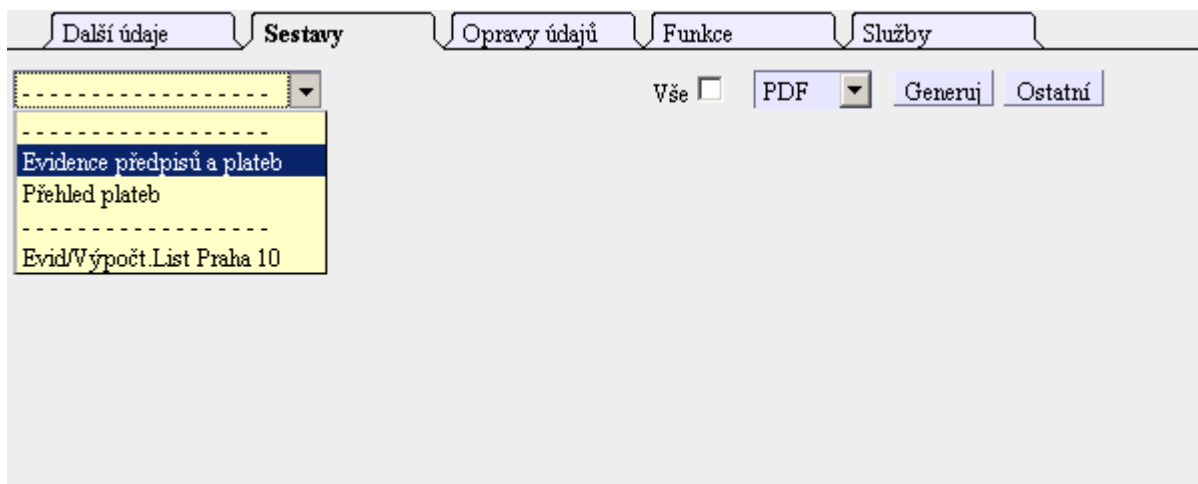 Další údaje Sestavy Opravy údajů Funkce Služby
- - - - - - - - - - - - - - - - - - Vše PDF Generuj Ostatní
- - - - - - - - - - - - - - - - - -
Evidence předpisů a plateb
Přehled plateb
- - - - - - - - - - - - - - - - - -
Evid/Výpočt.List Praha 10